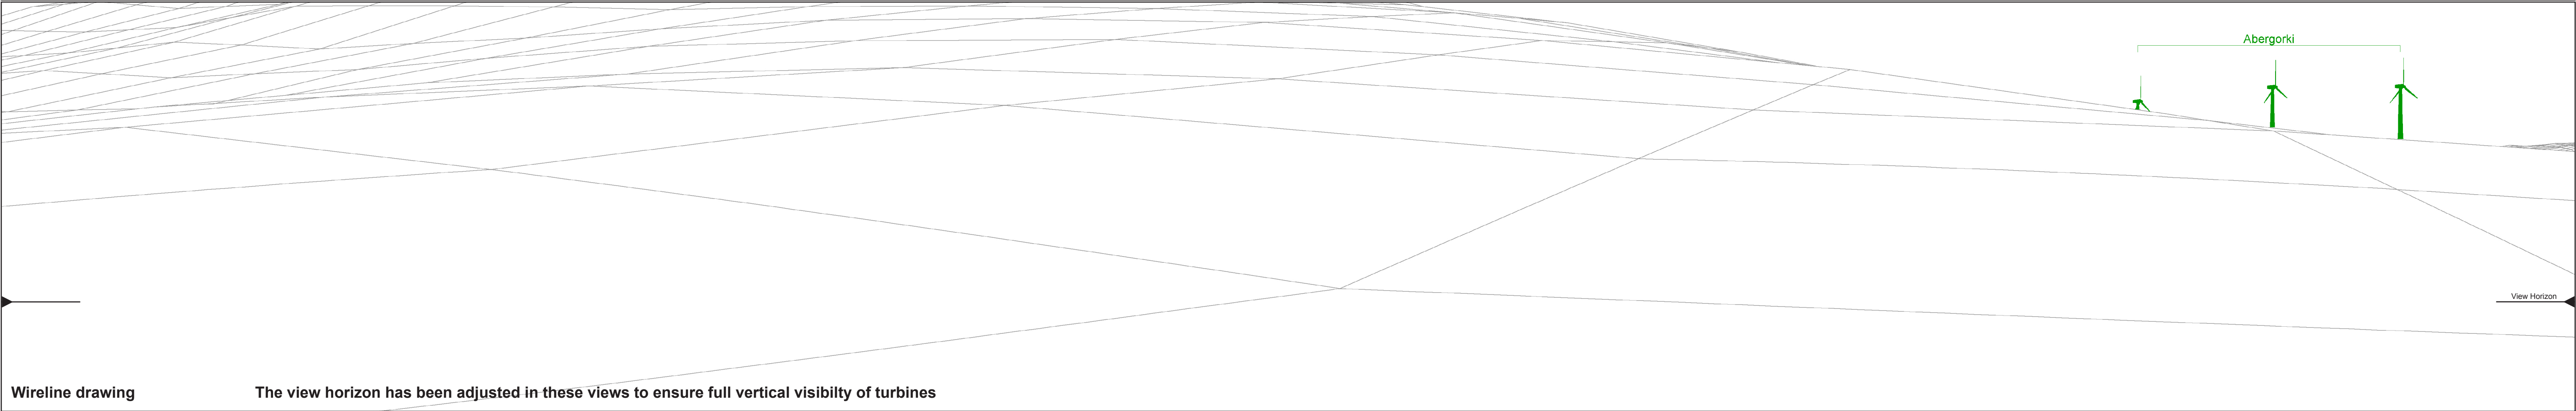 Abergorki
View Horizon
Wireline drawing
The view horizon has been adjusted in these views to ensure full vertical visibilty of turbines